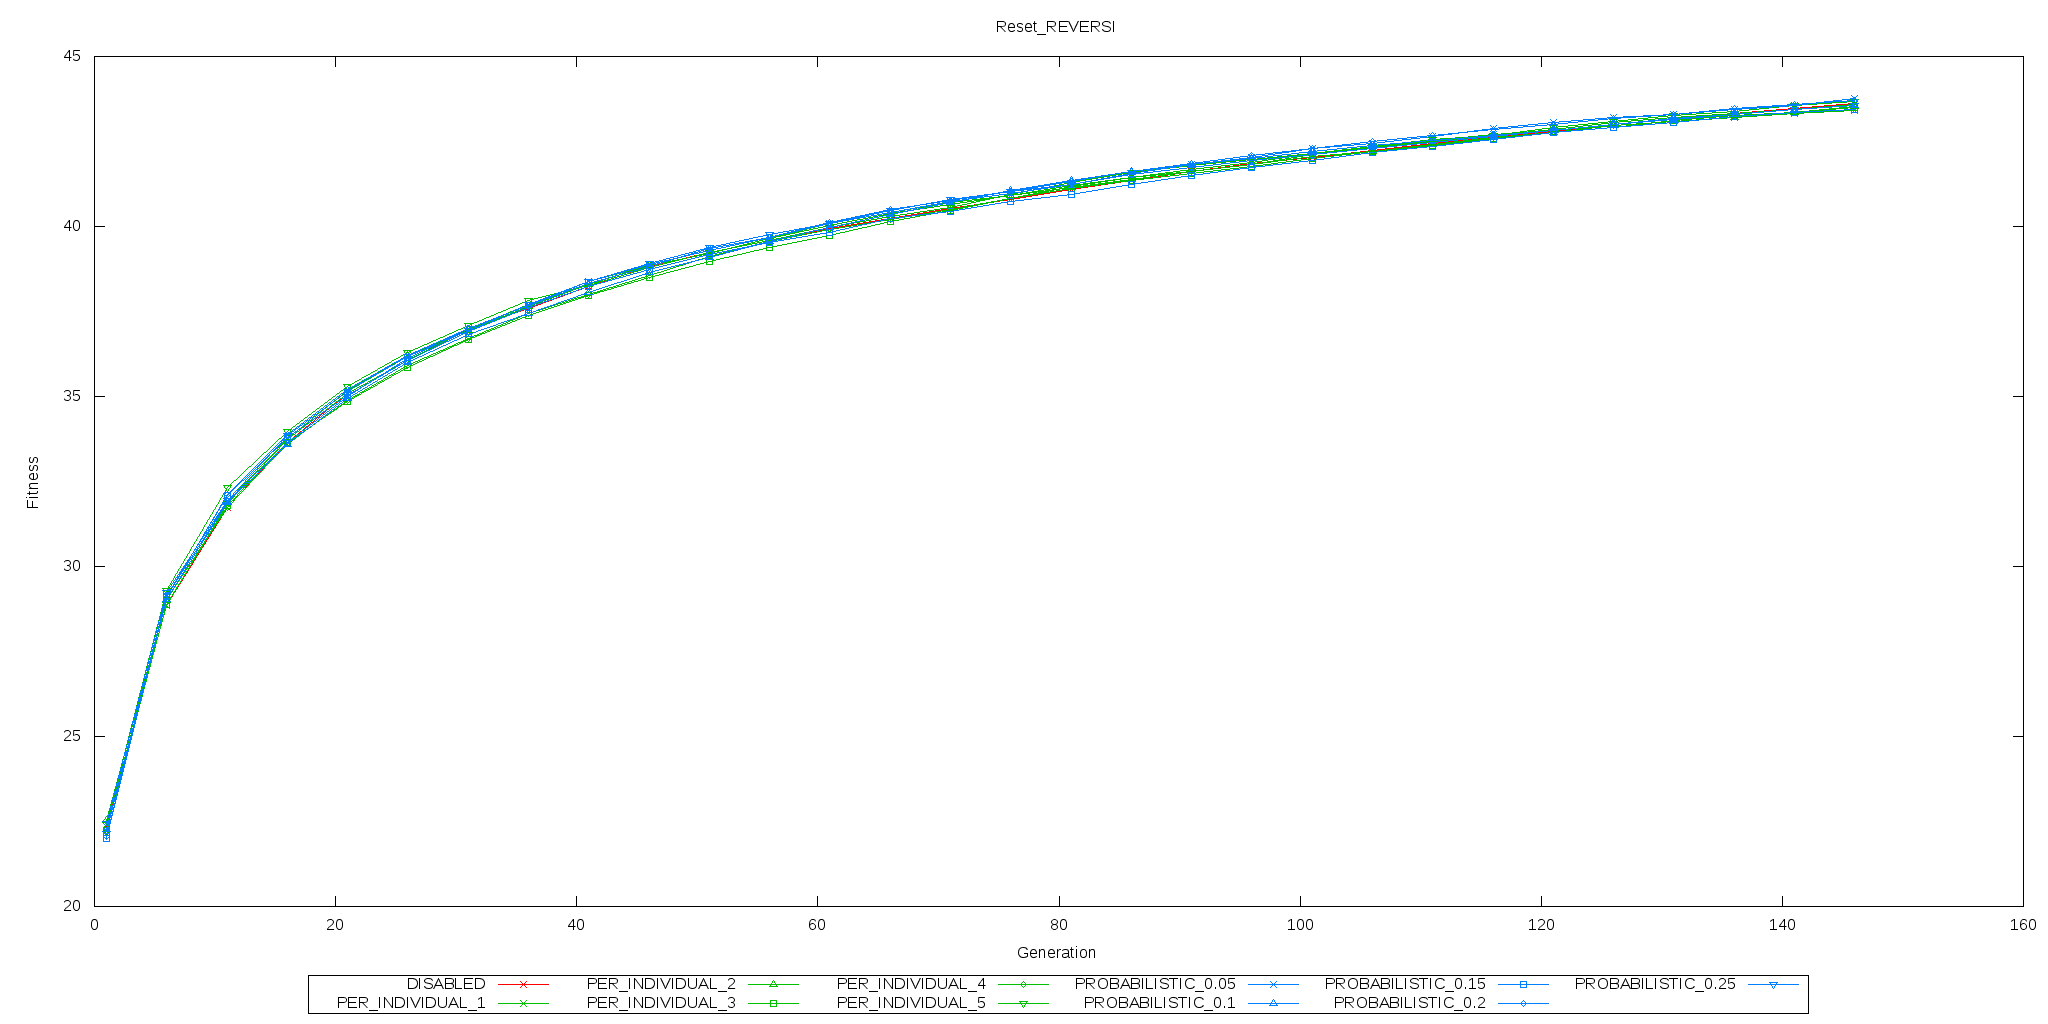 Reset_REVERSI
45
40
35
30
25
20
Fitness
0 20 40 60 80 100 120 140 160
Generation
DISABLED PER_INDIVIDUAL_2 PER_INDIVIDUAL_4 PROBABILISTIC_0.05 PROBABILISTIC_0.15 PROBABILISTIC_0.25
PER_INDIVIDUAL_1 PER_INDIVIDUAL_3 PER_INDIVIDUAL_5 PROBABILISTIC_0.1 PROBABILISTIC_0.2